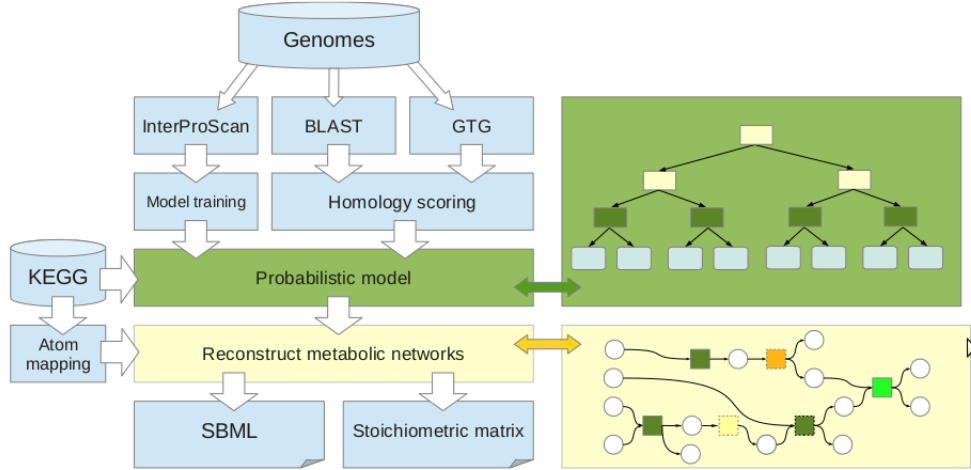 Genomes
InterProScan
BLAST
GTG
Model training
Homology scoring
KEGG
Probabilistic model
Atom
mapping
Reconstruct metabolic networks
SBML
Stoichiometric matrix